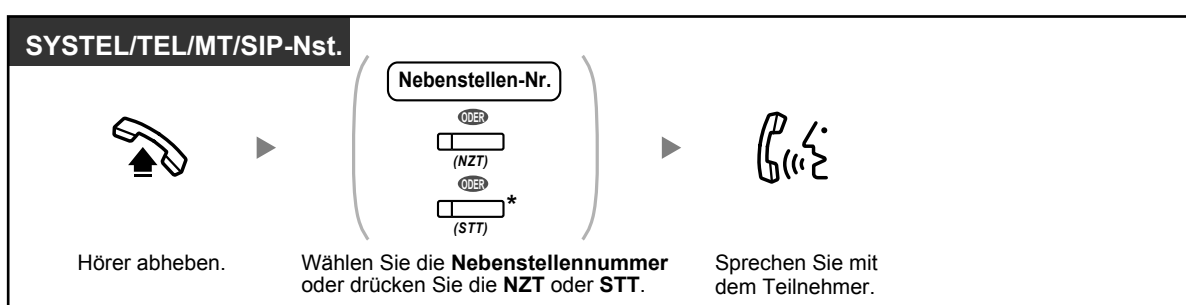 SYSTEL/TEL/MT/SIP-Nst.
Nebenstellen-Nr.
ODER
(NZT)
ODER
*
(STT)
Hörer abheben.
Wählen Sie die Nebenstellennummer
oder drücken Sie die NZT oder STT.
Sprechen Sie mit
dem Teilnehmer.